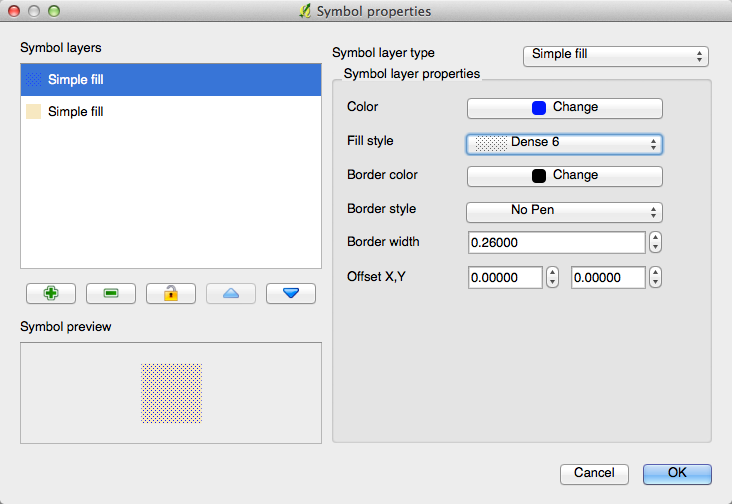 Symbol properties
Symbol layers
Simple fill
Simple fill
Symbol preview
Symbol layer type Simple fill
Symbol layer properties
Color Change
Fill style Dense 6
Border color Change
Border style No Pen
Border width 0.26000
Offset X,Y 0.00000 0.00000
Cancel OK